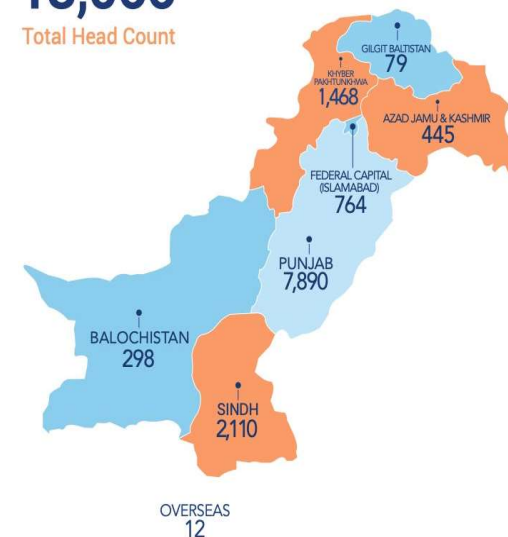 Total Head Count
GILGIT BALTISTAN
79
KHYBER
PAKHTUNKHWA
1,468
AZAD JAMU & KASHMIR
445
FEDERAL CAPITAL
(ISLAMABAD)
764
PUNJAB
7,890
BALOCHISTAN
298
SINDH
2,110
OVERSEAS
12